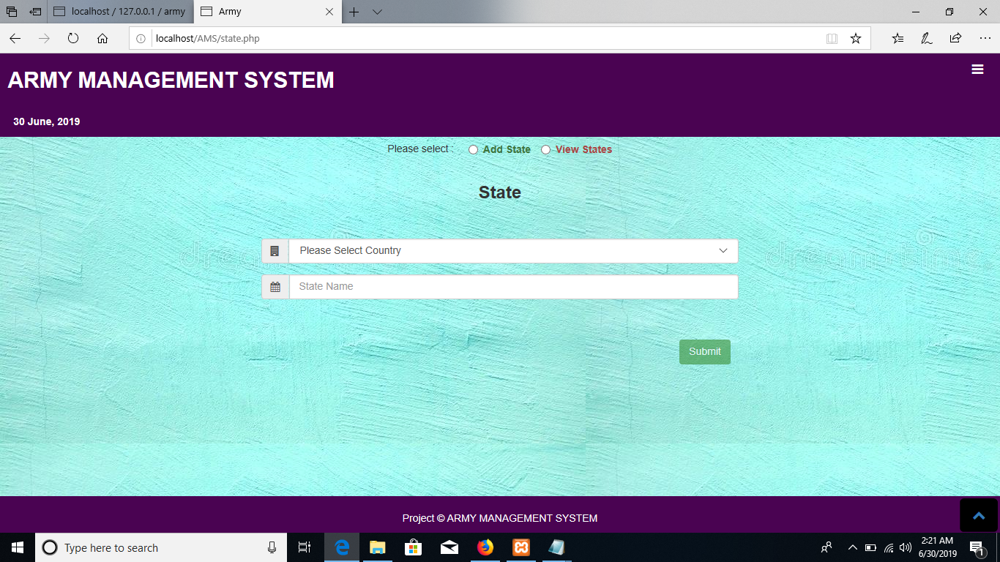 localhost / 127.0.0.1 / army
Army
localhost/AMS/state.php
ARMY MANAGEMENT SYSTEM
30 June, 2019
Please select : Add State View States
State
Please Select Country
State Name
Submit
Project © ARMY MANAGEMENT SYSTEM
Type here to search
2:21 AM
6/30/2019
1